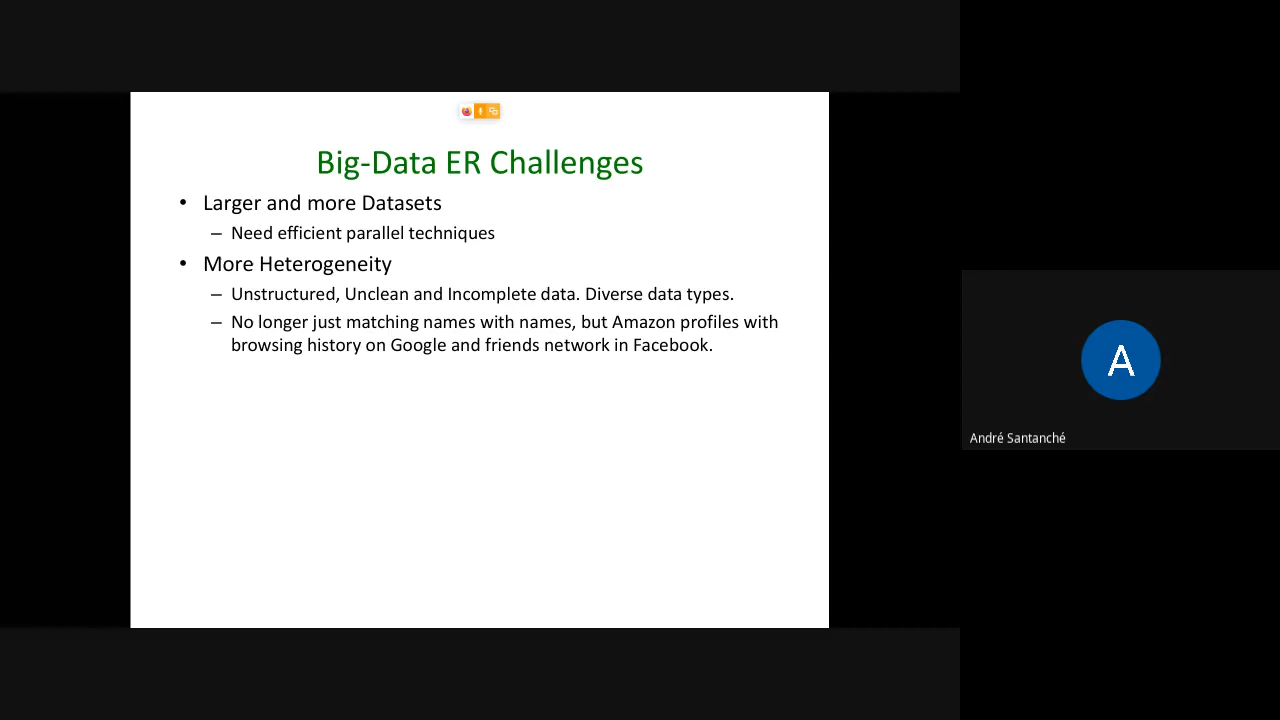 Big-Data ER Challenges
• Larger and more Datasets
– Need efficient parallel techniques
• More Heterogeneity
– Unstructured, Unclean and Incomplete data. Diverse data types.
– No longer just matching names with names, but Amazon profiles with
browsing history on Google and friends network in Facebook.
A
André Santanchè